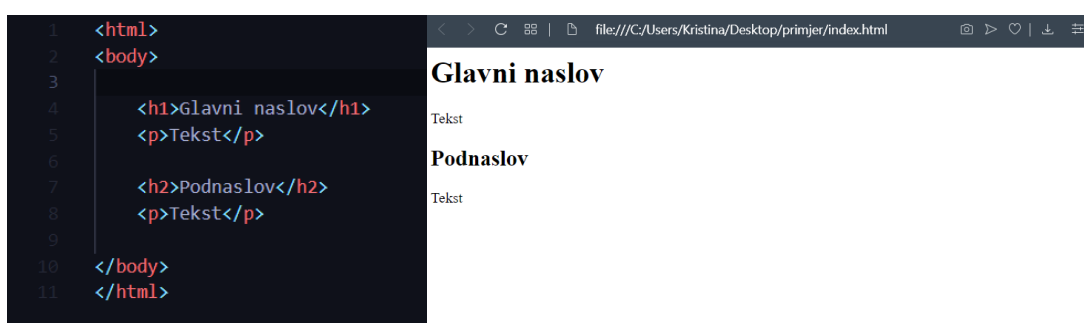 1 <html>
2 <body>
3
4 <h1>Glavni naslov</h1>
5 <p>Tekst</p>
6
7 <h2>Podnaslov</h2>
8 <p>Tekst</p>
9
10 </body>
11 </html>
file:///C:/Users/Kristina/Desktop/primjer/index.html
Glavni naslov
Tekst
Podnaslov
Tekst